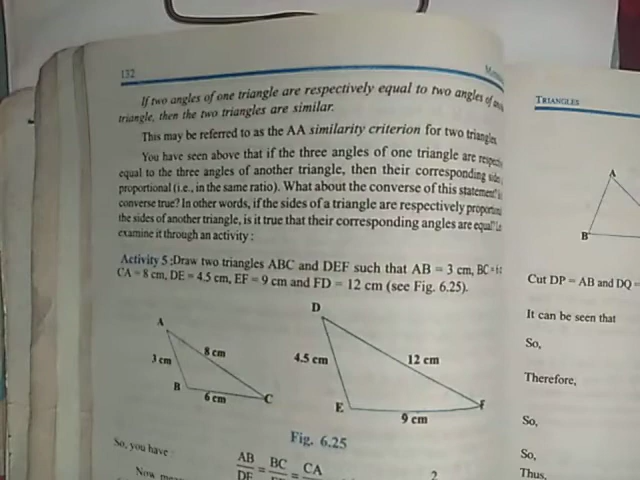 132
If two angles of one triangle are respectively equal to two angles of
triangle, then the two triangles are similar.
This may be referred to as the AA similarity criterion for two triangles
You have seen above that if the three angles of one triangle are
equal to the three angles of another triangle, then their corresponding
proportional (i.e., in the same ratio). What about the converse of this statement?
converse true? In other words, if the sides of a triangle are respectively
the sides of another triangle, is it true that their corresponding angles are equal?
examine it through an activity :
Activity 5 :Draw two triangles ABC and DEF such that AB = 3 cm, BC =
CA = 8 cm, DE = 4.5 cm, EF = 9 cm and FD = 12 cm (see Fig. 6.25).
A
3 cm
8 cm
B
6 cm
C
D
4.5 cm
12 cm
E
9 cm
F
Fig. 6.25
So, you have :
AB BC CA
= =
DE
2
Now
TRIANGLES
A
B
Cut DP = AB and DQ =
It can be seen that
So,
Therefore,
So,
So,
Thus,